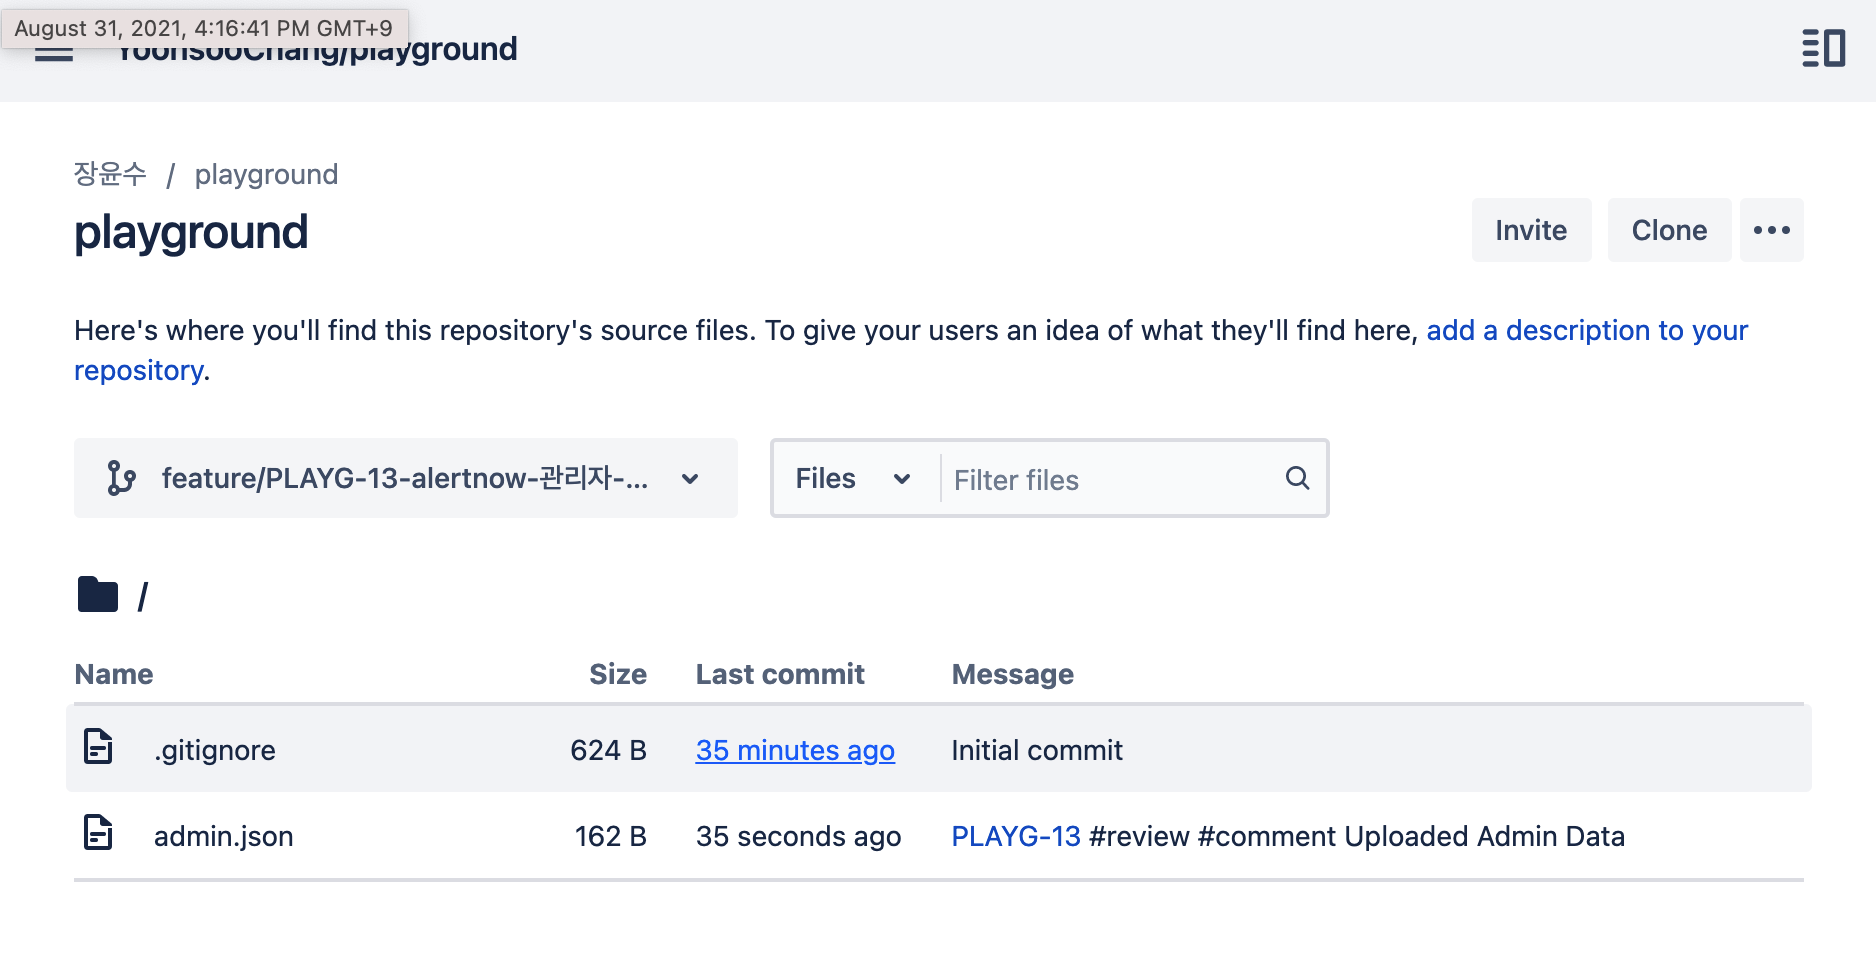 August 31, 2021, 4:16:41 PM GMT+9
YoonsooChang/playground
장윤수 / playground
playground
Invite
Clone
Here's where you'll find this repository's source files. To give your users an idea of what they'll find here, add a description to your
repository.
feature/PLAYG-13-alertnow-관리자-...
Files
Filter files
/
Name Size Last commit Message
.gitignore 624 B 35 minutes ago Initial commit
admin.json 162 B 35 seconds ago PLAYG-13 #review #comment Uploaded Admin Data